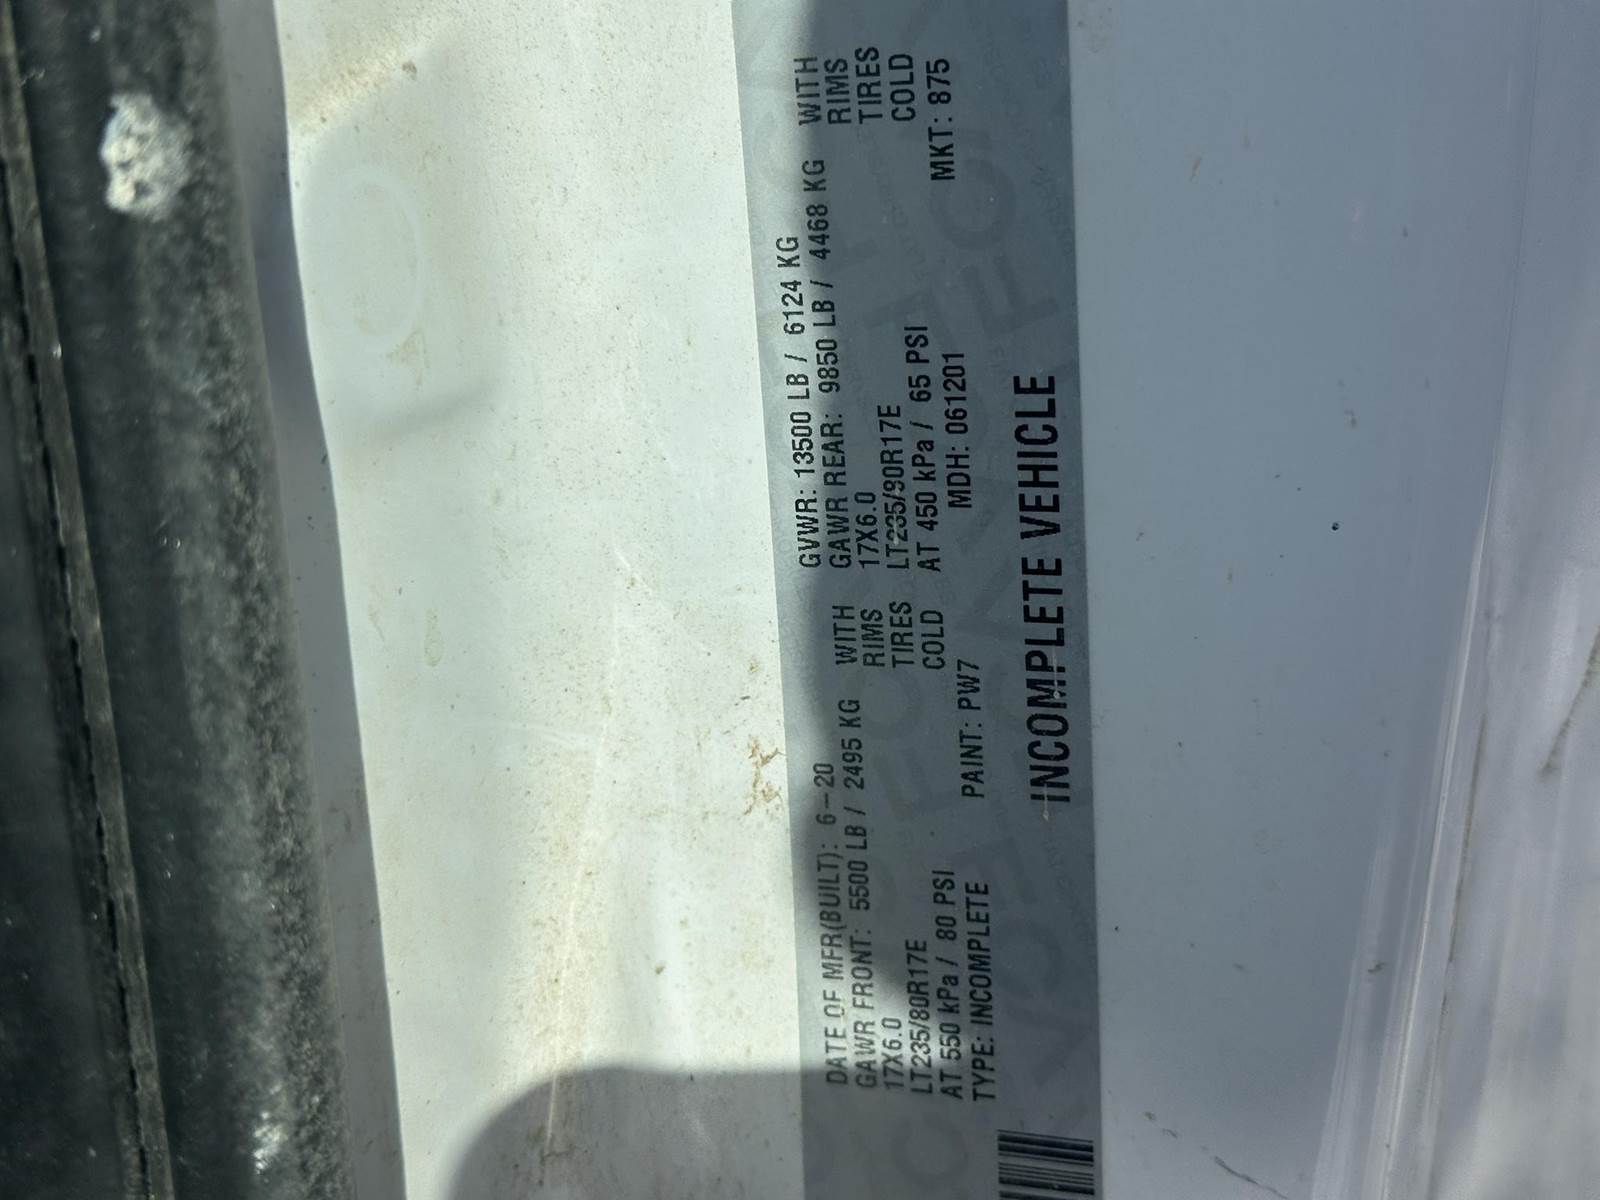 DATE OF MFR(BUILT): 6-20 GVWR: 13500 LB / 6124 KG
GAWR FRONT: 5500 LB / 2495 KG WITH GAWR REAR: 9850 LB / 4468 KG WITH
17X6.0 RIMS 17X6.0 RIMS
LT235/80R17E TIRES LT235/80R17E TIRES
AT 550 kPa / 80 PSI COLD AT 450 kPa / 65 PSI COLD
TYPE: INCOMPLETE PAINT: PW7 MDH: 061201 MKT: 875
INCOMPLETE VEHICLE